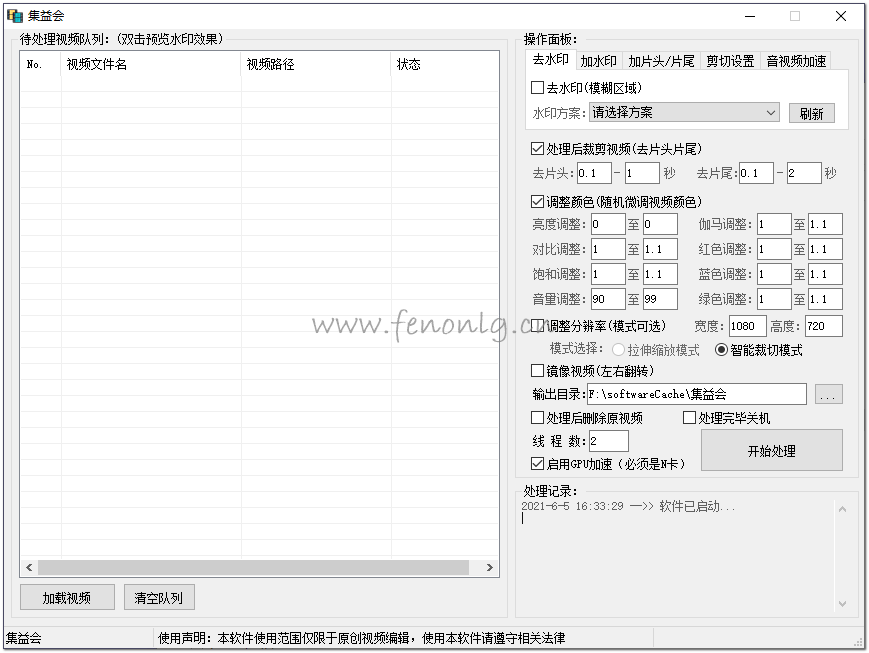 集益会
待处理视频队列：(双击预览水印效果)
No. 视频文件名 视频路径 状态
加载视频 清空队列
操作面板：
去水印 加水印 加片头/片尾 剪切设置 音视频加速
去水印(模糊区域)
水印方案: 请选择方案 刷新
处理后裁剪视频(去片头片尾)
去片头: 0.1 - 1 秒 去片尾: 0.1 - 2 秒
调整颜色(随机微调视频颜色)
亮度调整: 0 至 0 伽马调整: 1 至 1.1
对比调整: 1 至 1.1 红色调整: 1 至 1.1
饱和调整: 1 至 1.1 蓝色调整: 1 至 1.1
音量调整: 90 至 99 绿色调整: 1 至 1.1
调整分辨率(模式可选) 宽度: 1080 高度: 720
模式选择: 拉伸缩放模式 智能裁切模式
镜像视频(左右翻转)
输出目录: F:\softwareCache\集益会 ...
处理后删除原视频 处理完毕关机
线 程 数: 2 开始处理
启用GPU加速（必须是N卡）
处理记录：
2021-6-5 16:33:29 —>> 软件已启动...
www.fenonlg.cn
集益会 使用声明：本软件使用范围仅限于原创视频编辑，使用本软件请遵守相关法律